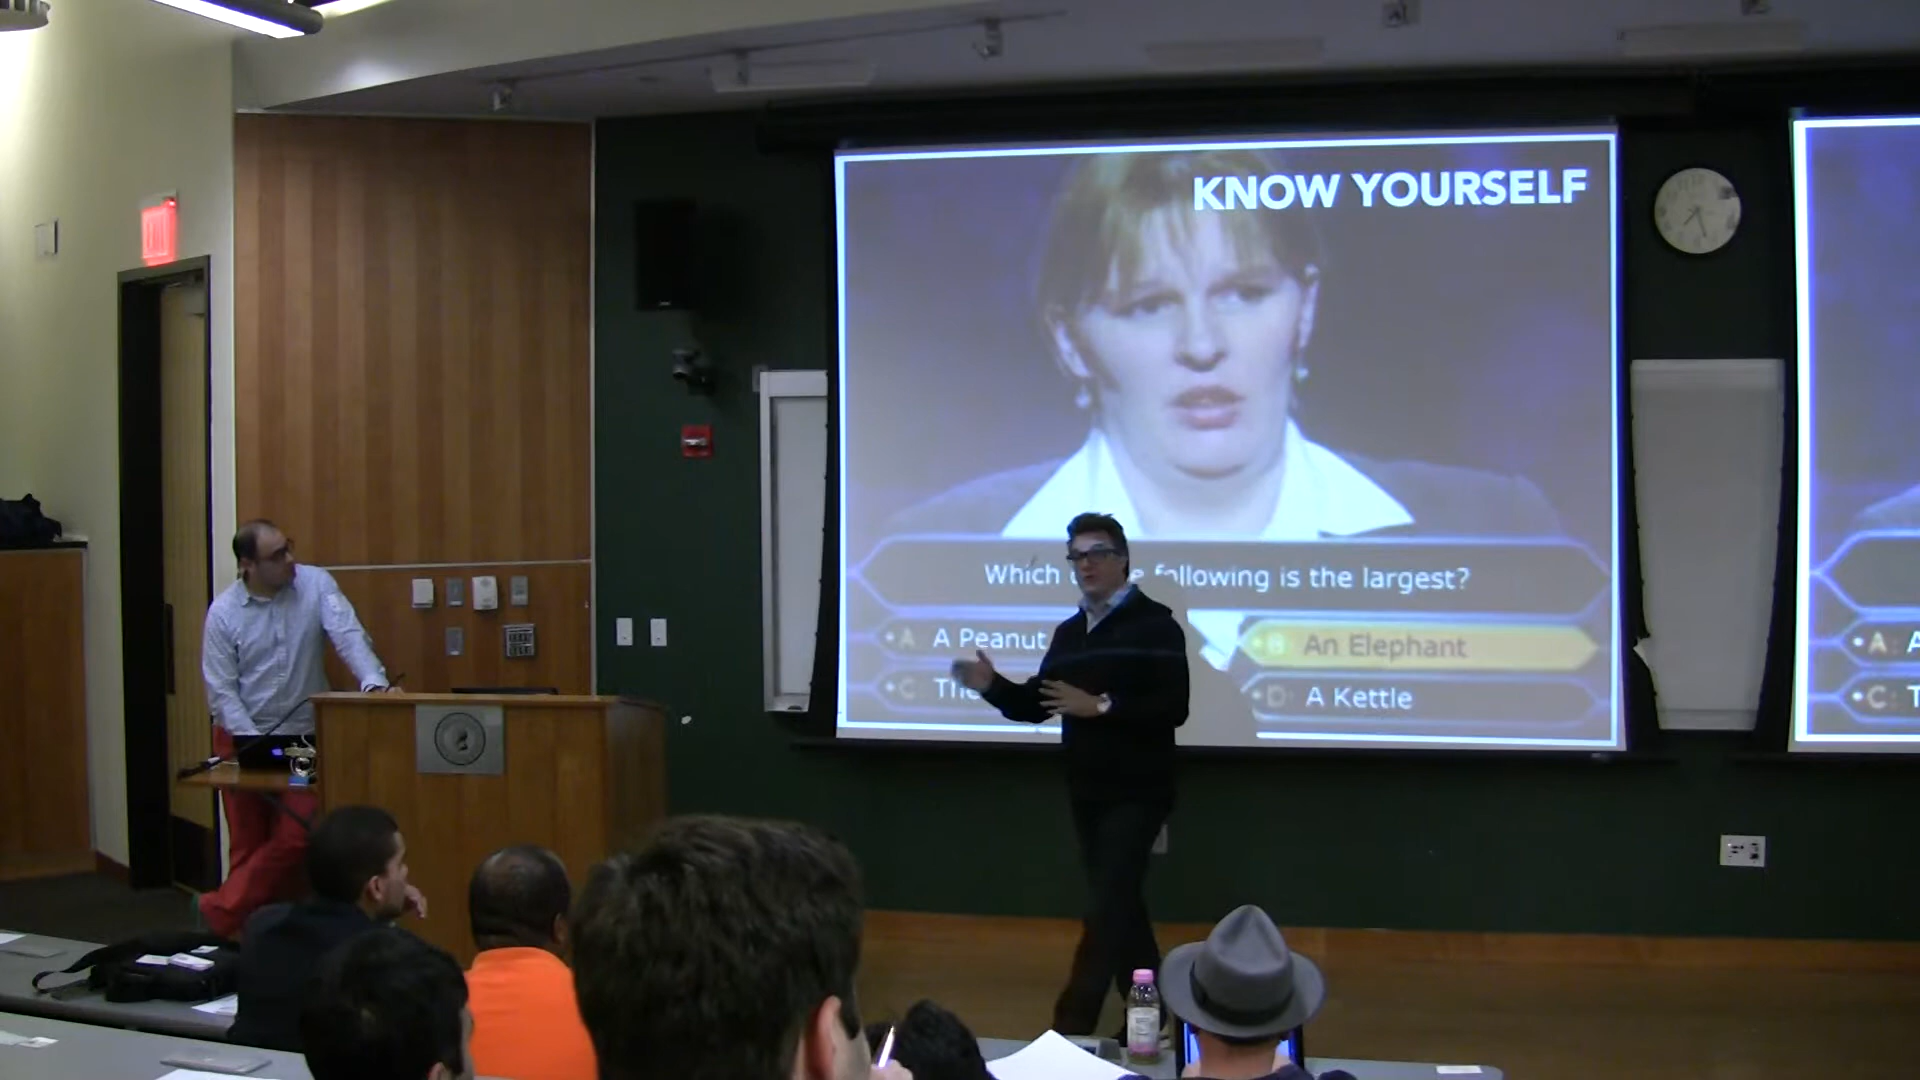 EXIT
KNOW YOURSELF
Which e following is the largest?
A A Peanut
B An Elephant
C The
D A Kettle
A: A
C: T